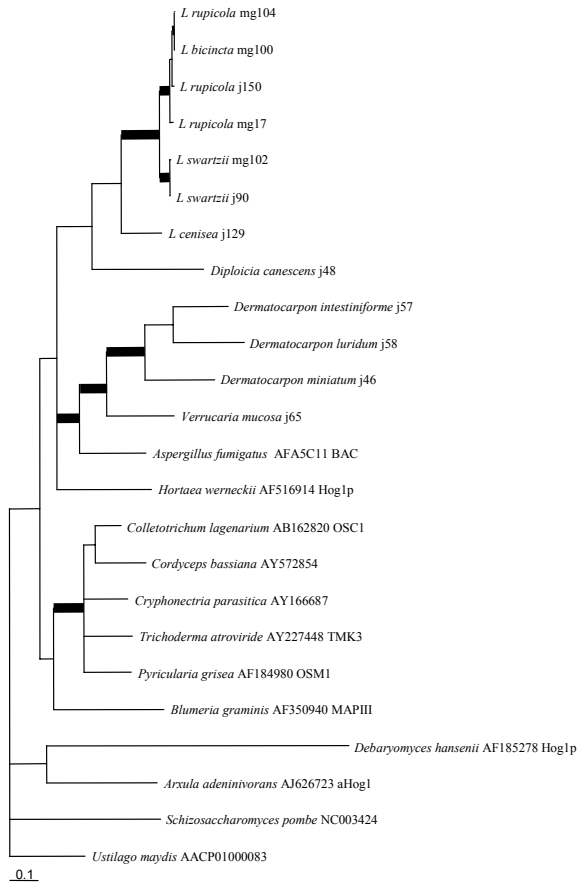 L rupicola mg104
L bicincta mg100
L rupicola j150
L rupicola mg17
L swartzii mg102
L swartzii j90
L cenisea j129
Diploicia canescens j48
Dermatocarpon intestiniforme j57
Dermatocarpon luridum j58
Dermatocarpon miniatum j46
Verrucaria mucosa j65
Aspergillus fumigatus AFA5C11 BAC
Hortaea werneckii AF516914 Hog1p
Colletotrichum lagenarium AB162820 OSC1
Cordyceps bassiana AY572854
Cryphonectria parasitica AY166687
Trichoderma atroviride AY227448 TMK3
Pyricularia grisea AF184980 OSM1
Blumeria graminis AF350940 MAPIII
Debaryomyces hansenii AF185278 Hog1p
Arxula adeninivorans AJ626723 aHog1
Schizosaccharomyces pombe NC003424
Ustilago maydis AACP01000083
0.1